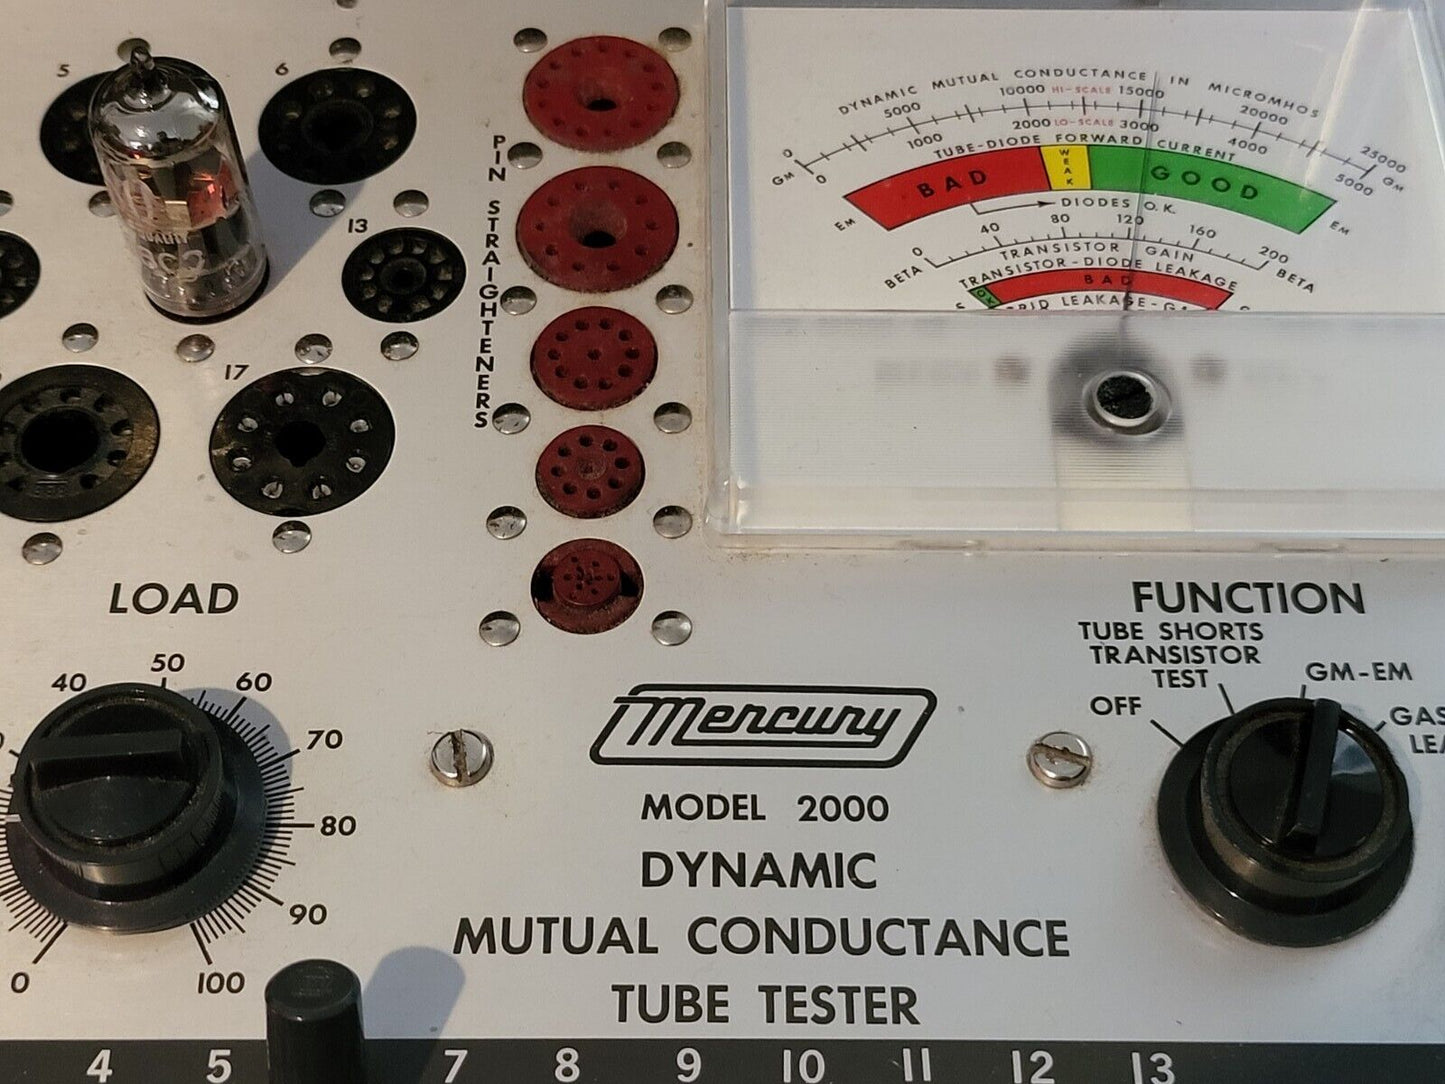 5
6
13
17
PIN STRAIGHTENERS
DYNAMIC MUTUAL CONDUCTANCE IN MICROMHOS
5000 10000 HI-SCALE 15000 20000 25000
0 GM
GM
0 1000 2000 LO-SCALE 3000 4000 5000
TUBE-DIODE FORWARD CURRENT
BAD WEAK GOOD
EM
EM
DIODES O.K.
0 40 80 120 160 200
BETA TRANSISTOR GAIN BETA
TRANSISTOR-DIODE LEAKAGE
OK BAD
LEAKAGE-
LOAD
0
40
50
60
70
80
90
100
FUNCTION
TUBE SHORTS
TRANSISTOR
TEST
OFF
GM-EM
GAS
Mercury
MODEL 2000
DYNAMIC
MUTUAL CONDUCTANCE
TUBE TESTER
4 5 7 8 9 10 11 12 13